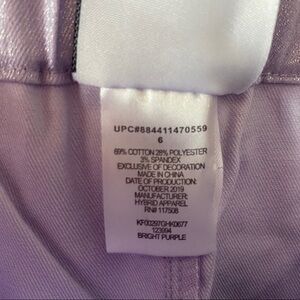 UPC#884411470559
6
69% COTTON 28% POLYESTER
3% SPANDEX
EXCLUSIVE OF DECORATION
MADE IN CHINA
DATE OF PRODUCTION:
OCTOBER 2019
MANUFACTURER:
HYBRID APPAREL
RN# 117508
KF00297GHK0677
123994
BRIGHT PURPLE